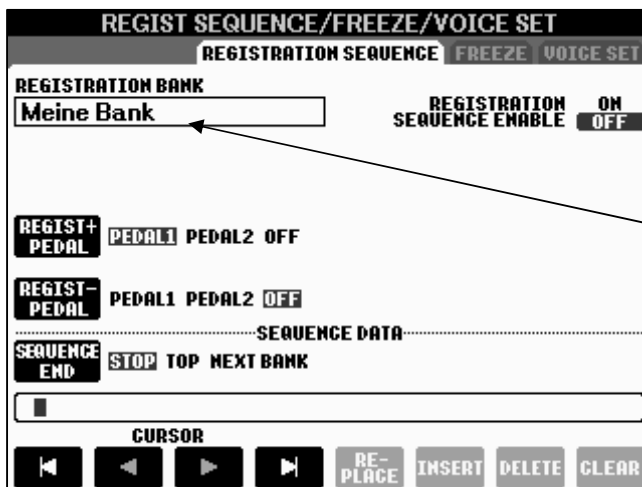 REGIST SEQUENCE/FREEZE/VOICE SET
REGISTRATION SEQUENCE FREEZE VOICE SET
REGISTRATION BANK
Meine Bank
REGISTRATION SEQUENCE ENABLE ON OFF
REGIST+ PEDAL PEDAL1 PEDAL2 OFF
REGIST- PEDAL PEDAL1 PEDAL2 OFF
SEQUENCE DATA
SEQUENCE END STOP TOP NEXT BANK
CURSOR
RE-PLACE INSERT DELETE CLEAR